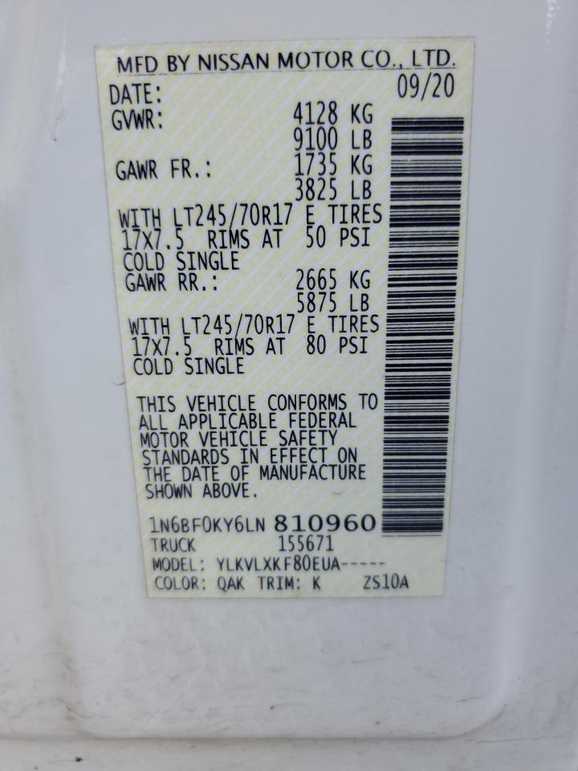 MFD BY NISSAN MOTOR CO., LTD.
DATE: 09/20
GVWR: 4128 KG
9100 LB
GAWR FR.: 1735 KG
3825 LB
WITH LT245/70R17 E TIRES
17X7.5 RIMS AT 50 PSI
COLD SINGLE
GAWR RR.: 2665 KG
5875 LB
WITH LT245/70R17 E TIRES
17X7.5 RIMS AT 80 PSI
COLD SINGLE
THIS VEHICLE CONFORMS TO
ALL APPLICABLE FEDERAL
MOTOR VEHICLE SAFETY
STANDARDS IN EFFECT ON
THE DATE OF MANUFACTURE
SHOWN ABOVE.
1N6BF0KY6LN 810960
TRUCK 155671
MODEL: YLKVLXKF80EUA-----
COLOR: QAK TRIM: K ZS10A